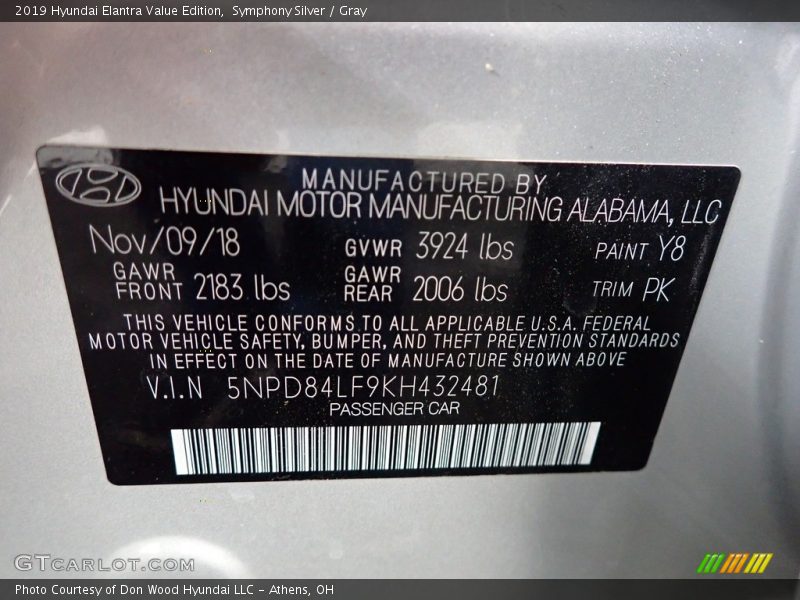 2019 Hyundai Elantra Value Edition,  Symphony Silver / Gray
MANUFACTURED BY
HYUNDAI MOTOR MANUFACTURING ALABAMA, LLC
Nov/09/18 GVWR 3924 lbs PAINT Y8
GAWR FRONT 2183 lbs GAWR REAR 2006 lbs TRIM PK
THIS VEHICLE CONFORMS TO ALL APPLICABLE U.S.A. FEDERAL
MOTOR VEHICLE SAFETY, BUMPER, AND THEFT PREVENTION STANDARDS
IN EFFECT ON THE DATE OF MANUFACTURE SHOWN ABOVE
V.I.N 5NPD84LF9KH432481
PASSENGER CAR
GTCARLOT.COM
Photo Courtesy of Don Wood Hyundai LLC - Athens, OH